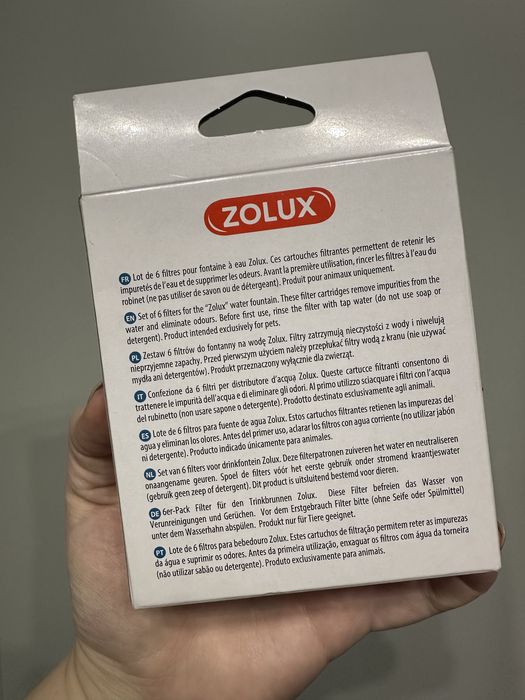 ZOLUX
FR Lot de 6 filtres pour fontaine à eau Zolux. Ces cartouches filtrantes permettent de retenir les
impuretés de l'eau et de supprimer les odeurs. Avant la première utilisation, rincer les filtres à l'eau du
robinet (ne pas utiliser de savon ou de détergeant). Produit pour animaux uniquement.
EN Set of 6 filters for the "Zolux" water fountain. These filter cartridges remove impurities from the
water and eliminate odours. Before first use, rinse the filter with tap water (do not use soap or
detergent). Product intended exclusively for pets.
PL Zestaw 6 filtrów do fontanny na wodę Zolux. Filtry zatrzymują nieczystości z wody i niwelują
nieprzyjemne zapachy. Przed pierwszym użyciem należy przepłukać filtry wodą z kranu (nie używać
mydła ani detergentów). Produkt przeznaczony wyłącznie dla zwierząt.
IT Confezione da 6 filtri per distributore d'acqua Zolux. Queste cartucce filtranti consentono di
trattenere le impurità dell'acqua e di eliminare gli odori. Al primo utilizzo sciacquare i filtri con l'acqua
del rubinetto (non usare sapone o detergente). Prodotto destinato esclusivamente agli animali.
ES Lote de 6 filtros para fuente de agua Zolux. Estos cartuchos filtrantes retienen las impurezas del
agua y eliminan los olores. Antes del primer uso, aclarar los filtros con agua corriente (no utilizar jabón
ni detergente). Producto indicado únicamente para animales.
NL Set van 6 filters voor drinkfontein Zolux. Deze filterpatronen zuiveren het water en neutraliseren
onaangename geuren. Spoel de filters vóór het eerste gebruik onder stromend kraantjeswater
(gebruik geen zeep of detergent). Dit product is uitsluitend bestemd voor dieren.
DE 6er-Pack Filter für den Trinkbrunnen Zolux. Diese Filter befreien das Wasser von
Verunreinigungen und Gerüchen. Vor dem Erstgebrauch Filter bitte (ohne Seife oder Spülmittel)
unter dem Wasserhahn abspülen. Produkt nur für Tiere geeignet.
PT Lote de 6 filtros para bebedouro Zolux. Estes cartuchos de filtração permitem reter as impurezas
da água e suprimir os odores. Antes da primeira utilização, enxaguar os filtros com água da torneira
(não utilizar sabão ou detergente). Produto exclusivamente para animais.